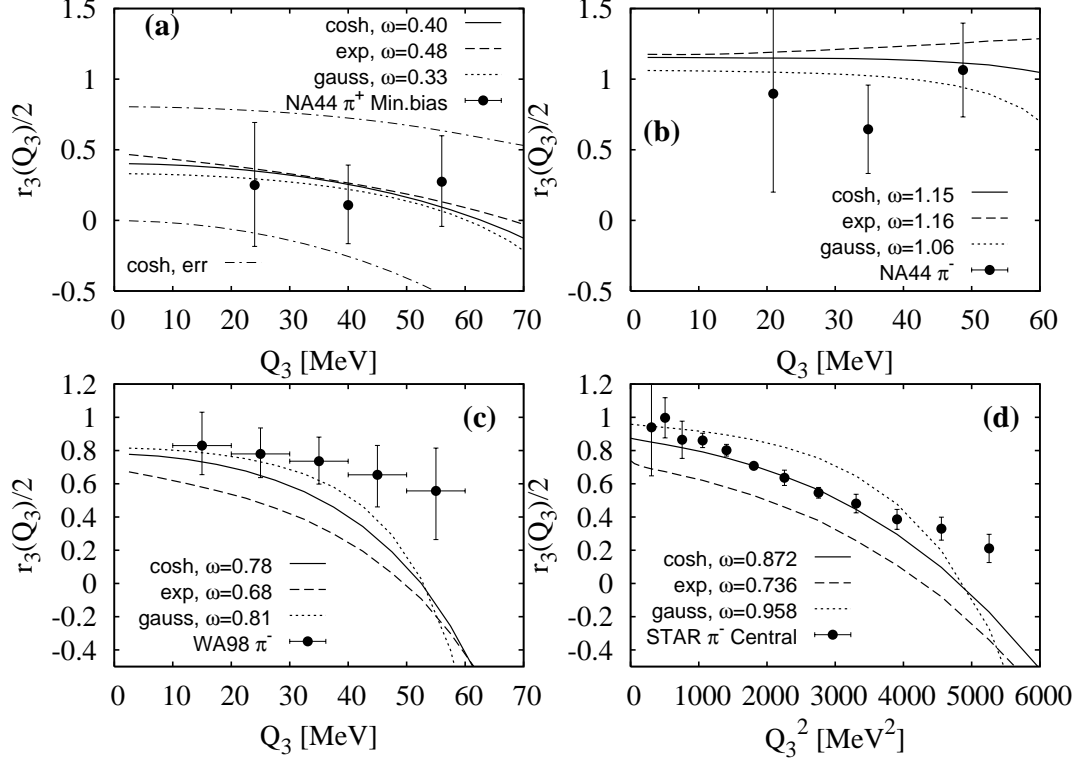 (a)
cosh, ω=0.40
exp, ω=0.48
gauss, ω=0.33
NA44 π⁺ Min.bias
cosh, err
r₃(Q₃)/2
1.5
1
0.5
0
-0.5
0 10 20 30 40 50 60 70
Q₃ [MeV]
(b)
cosh, ω=1.15
exp, ω=1.16
gauss, ω=1.06
NA44 π⁻
r₃(Q₃)/2
1.5
1
0.5
0
-0.5
0 10 20 30 40 50 60
Q₃ [MeV]
(c)
cosh, ω=0.78
exp, ω=0.68
gauss, ω=0.81
WA98 π⁻
r₃(Q₃)/2
1.2
1
0.8
0.6
0.4
0.2
0
-0.2
-0.4
0 10 20 30 40 50 60 70
Q₃ [MeV]
(d)
cosh, ω=0.872
exp, ω=0.736
gauss, ω=0.958
STAR π⁻ Central
r₃(Q₃)/2
1.2
1
0.8
0.6
0.4
0.2
0
-0.2
-0.4
0 1000 2000 3000 4000 5000 6000
Q₃² [MeV²]